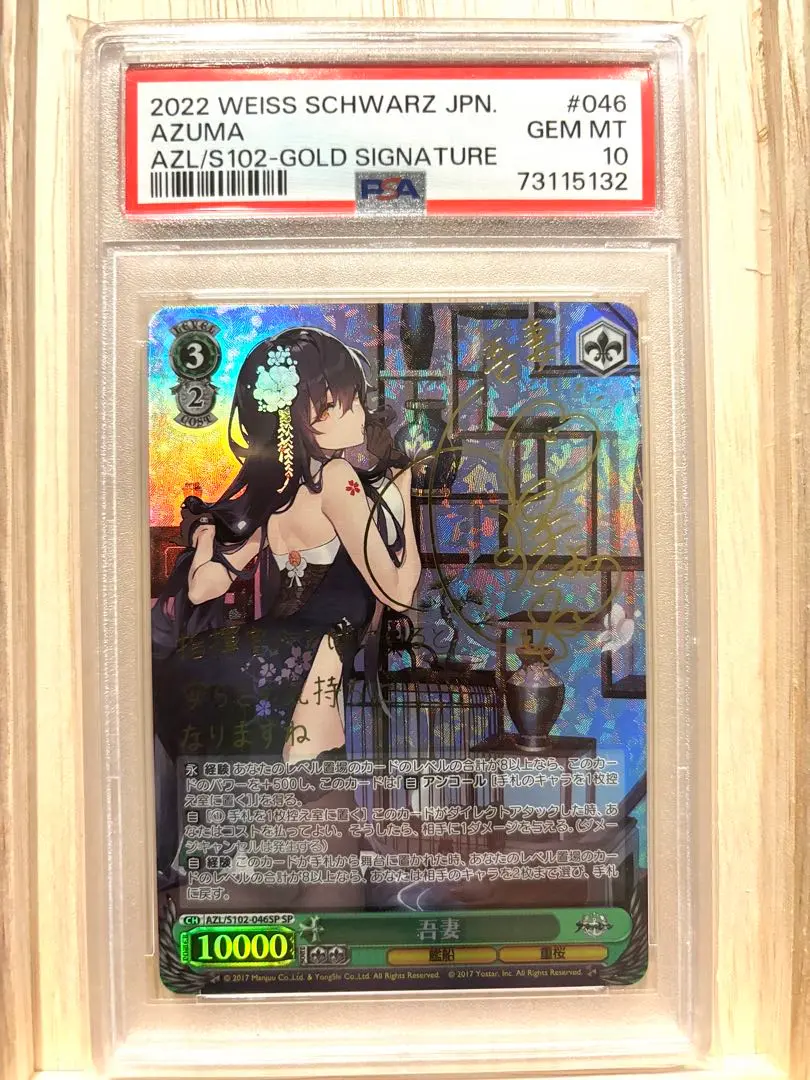 2022 WEISS SCHWARZ JPN.
#046
AZUMA
GEM MT
AZL/S102-GOLD SIGNATURE
10
PSA
73115132
LEVEL
3
2
COST
吾妻
持
なりますね
永 経験 あなたのレベル置場のカードのレベルの合計が8以上なら、このカー
ドのパワーを+500し、このカードは『自 アンコール [手札のキャラを1枚控
え室に置く]』を得る。
自 [① 手札を1枚控え室に置く] このカードがダイレクトアタックした時、あ
なたはコストを払ってよい。そうしたら、相手に1ダメージを与える。(ダメー
ジキャンセルは発生する)
自 経験 このカードが手札から舞台に置かれた時、あなたのレベル置場のカー
ドのレベルの合計が8以上なら、あなたは相手のキャラを2枚まで選び、手札
に戻す。
CH AZL/S102-046SP SP
POWER 10000
吾妻
艦船 重桜
© 2017 Manjuu Co.,Ltd. & YongShi Co.,Ltd. All Rights Reserved. © 2017 Yostar, Inc. All Rights Reserved.